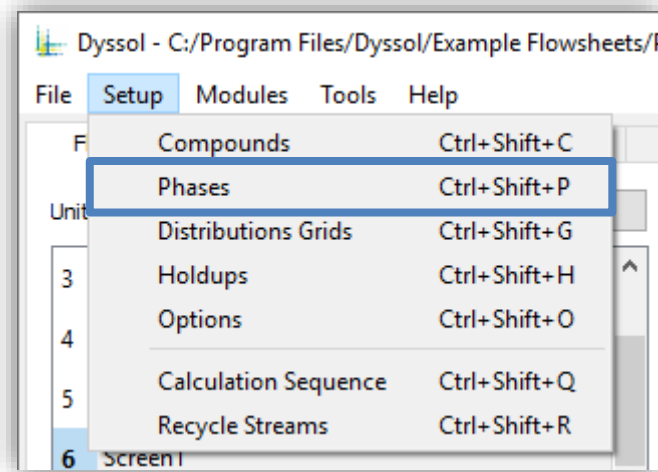 Dyssol - C:/Program Files/Dyssol/Example Flowsheets/
File Setup Modules Tools Help
Compounds Ctrl+Shift+C
Phases Ctrl+Shift+P
Unit
Distributions Grids Ctrl+Shift+G
3 Holdups Ctrl+Shift+H
4 Options Ctrl+Shift+O
5 Calculation Sequence Ctrl+Shift+Q
Recycle Streams Ctrl+Shift+R
6 Screen1